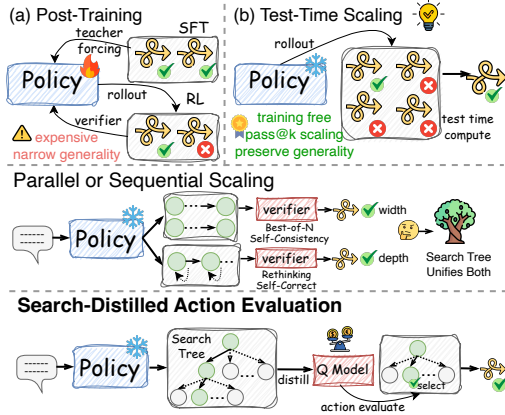 (a) Post-Training
teacher
forcing
SFT
Policy
rollout
RL
verifier
expensive
narrow generality
(b) Test-Time Scaling
rollout
Policy
training free
pass@k scaling
preserve generality
test time
compute
Parallel or Sequential Scaling
Policy
verifier
width
Best-of-N
Self-Consistency
verifier
depth
Rethinking
Self-Correct
Search Tree
Unifies Both
Search-Distilled Action Evaluation
Policy
Search
Tree
distill
Q Model
select
action evaluate